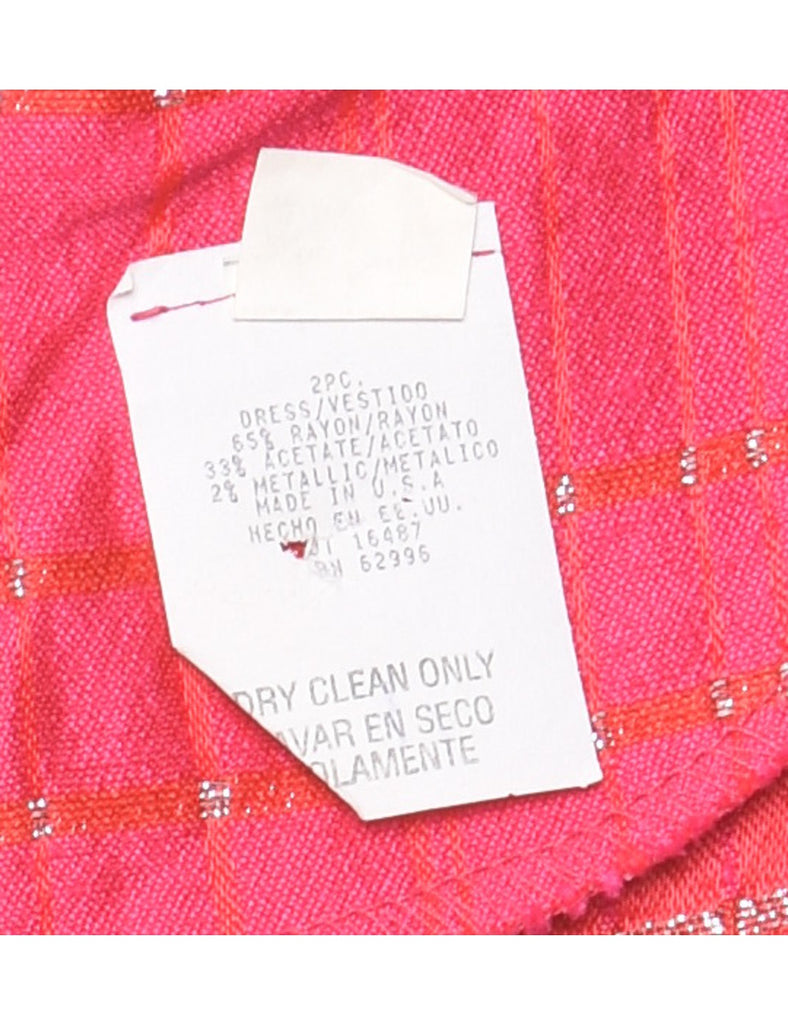 2PC.
DRESS/VESTIDO
65% RAYON/RAYON
33% ACETATE/ACETATO
2% METALLIC/METALICO
MADE IN U.S.A
HECHO EN EE.UU.
16487
RN 62996
DRY CLEAN ONLY
AVAR EN SECO
OLAMENTE